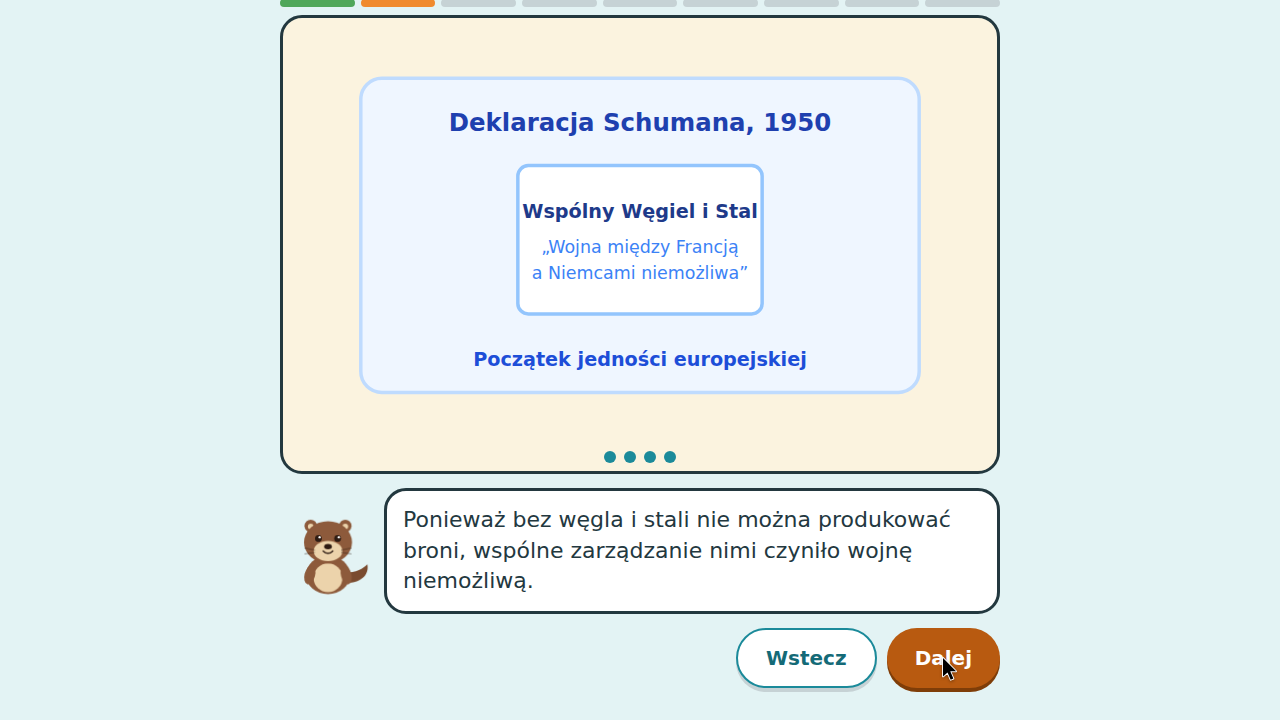 Deklaracja Schumana, 1950
Wspólny Węgiel i Stal
„Wojna między Francją
a Niemcami niemożliwa”
Początek jedności europejskiej
Ponieważ bez węgla i stali nie można produkować
broni, wspólne zarządzanie nimi czyniło wojnę
niemożliwą.
Wstecz
Dalej